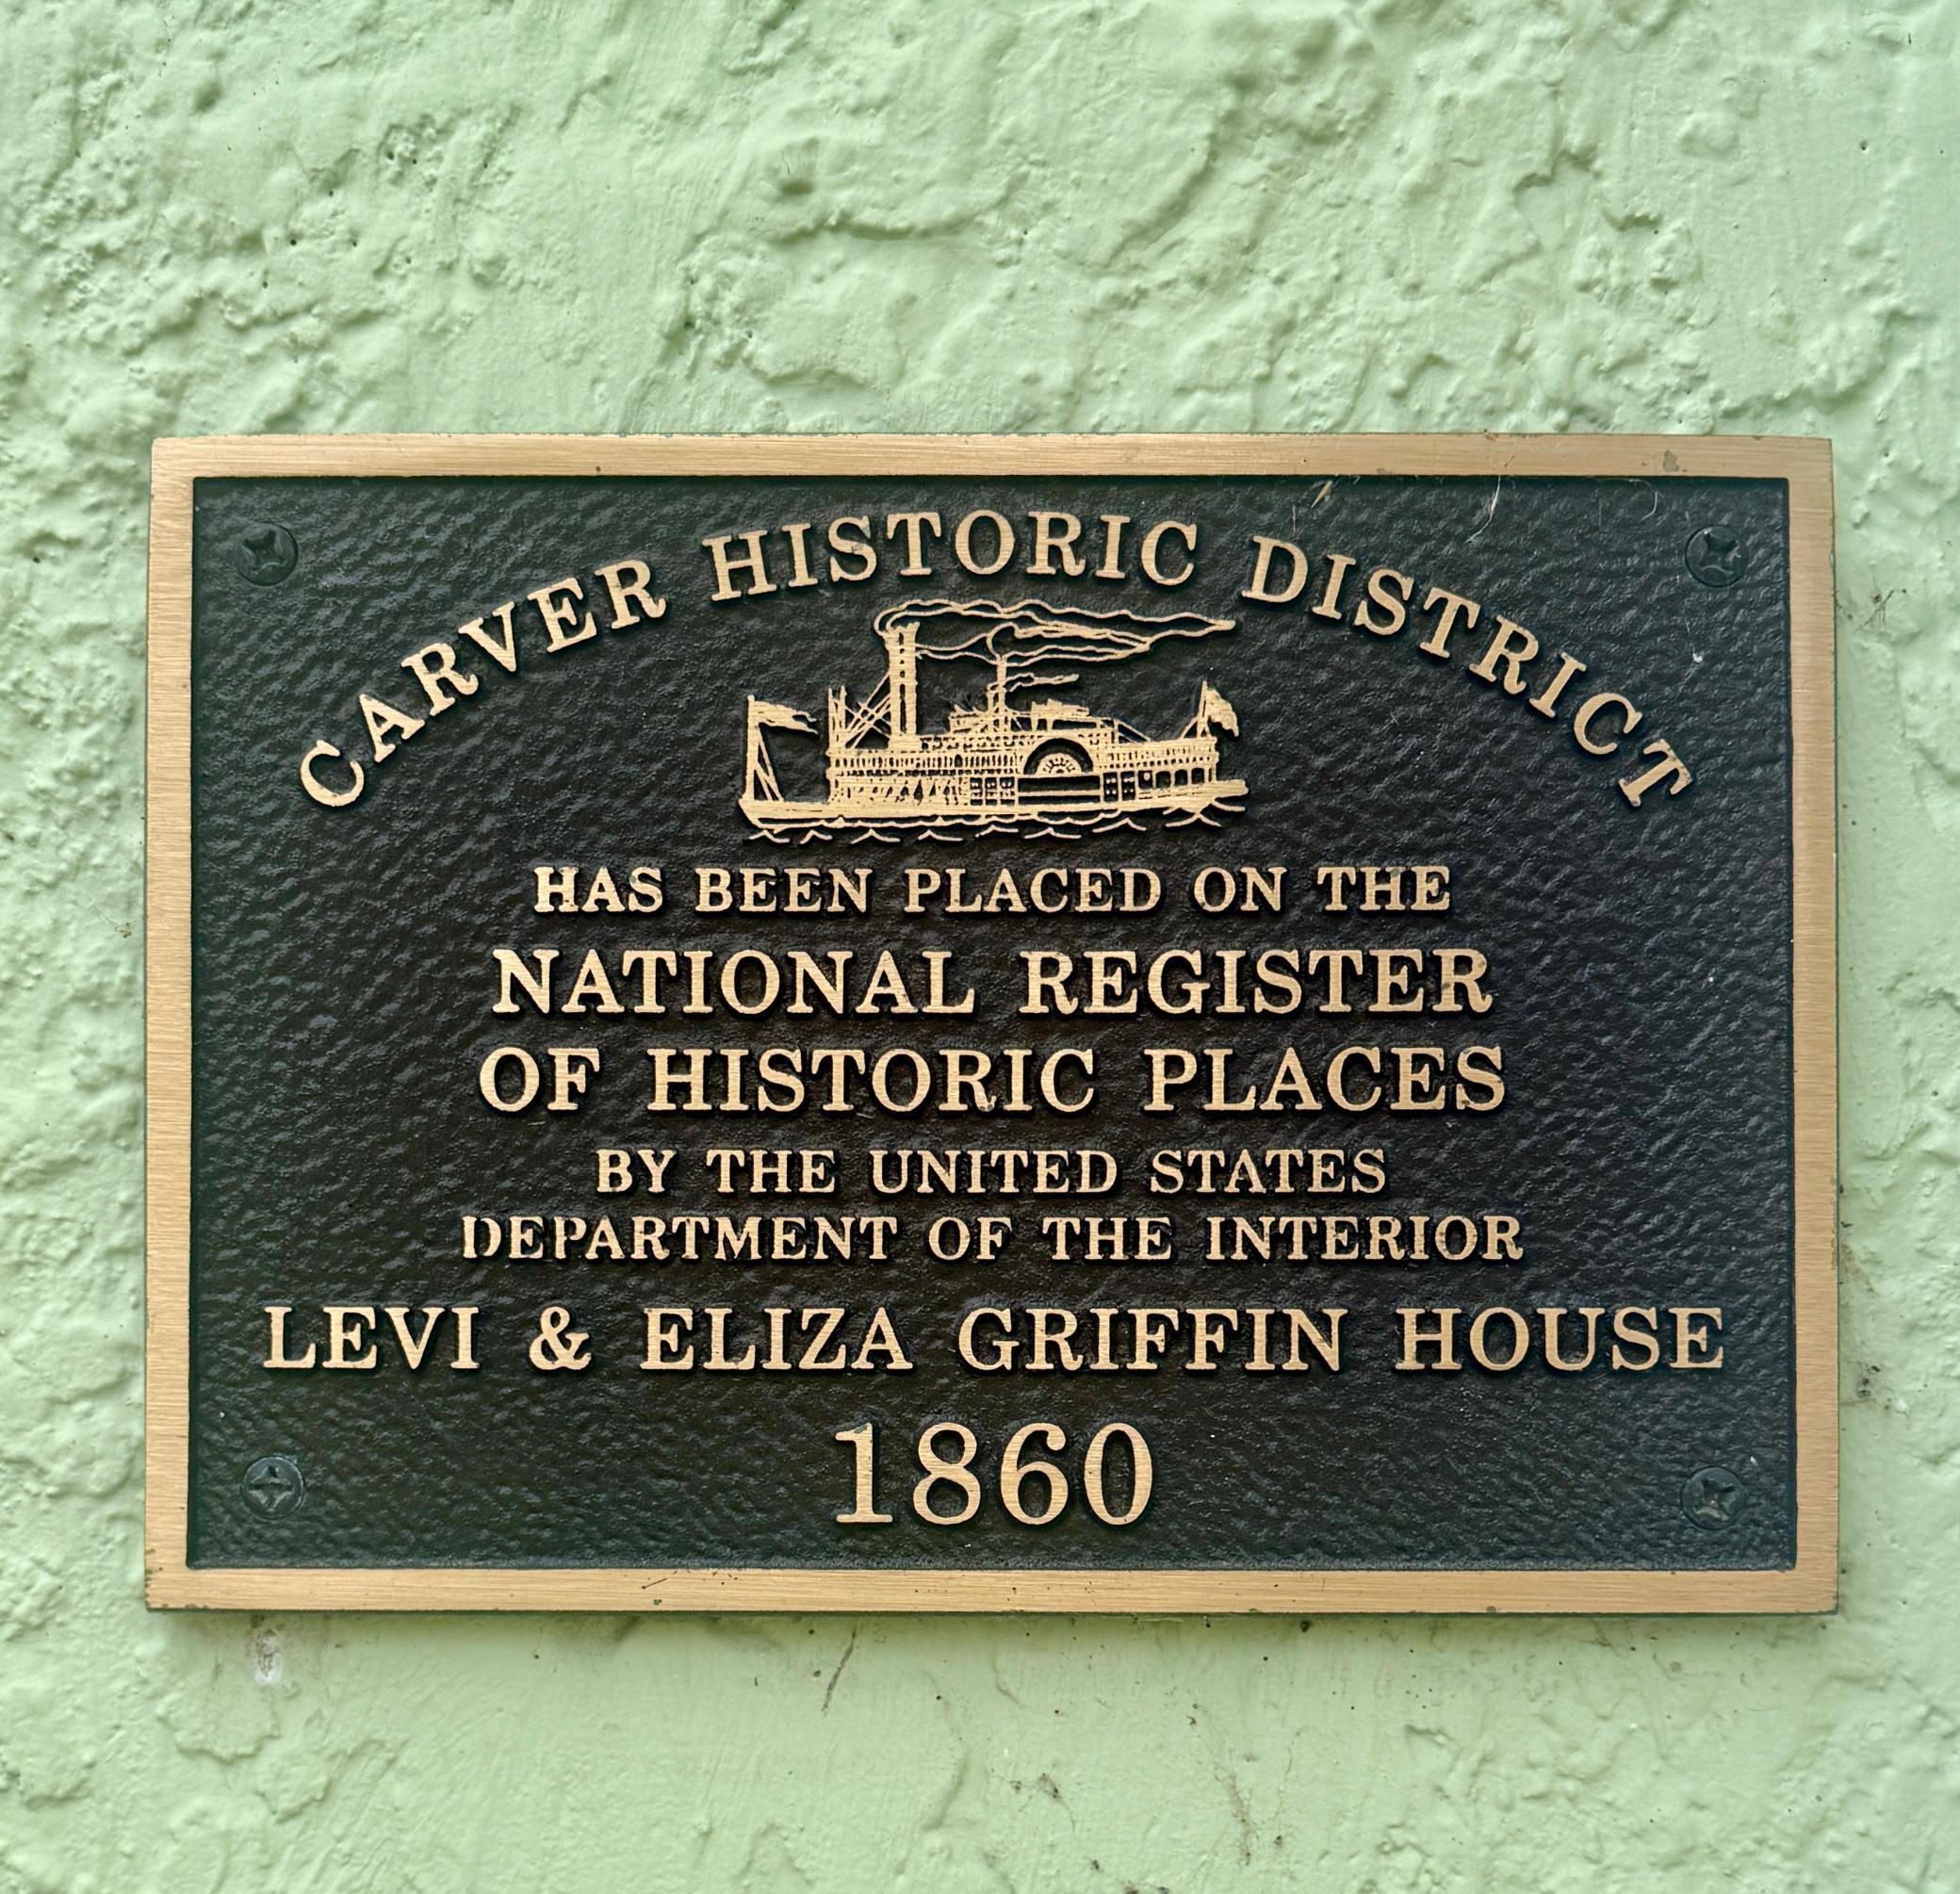 CARVER HISTORIC DISTRICT
HAS BEEN PLACED ON THE
NATIONAL REGISTER
OF HISTORIC PLACES
BY THE UNITED STATES
DEPARTMENT OF THE INTERIOR
LEVI & ELIZA GRIFFIN HOUSE
1860